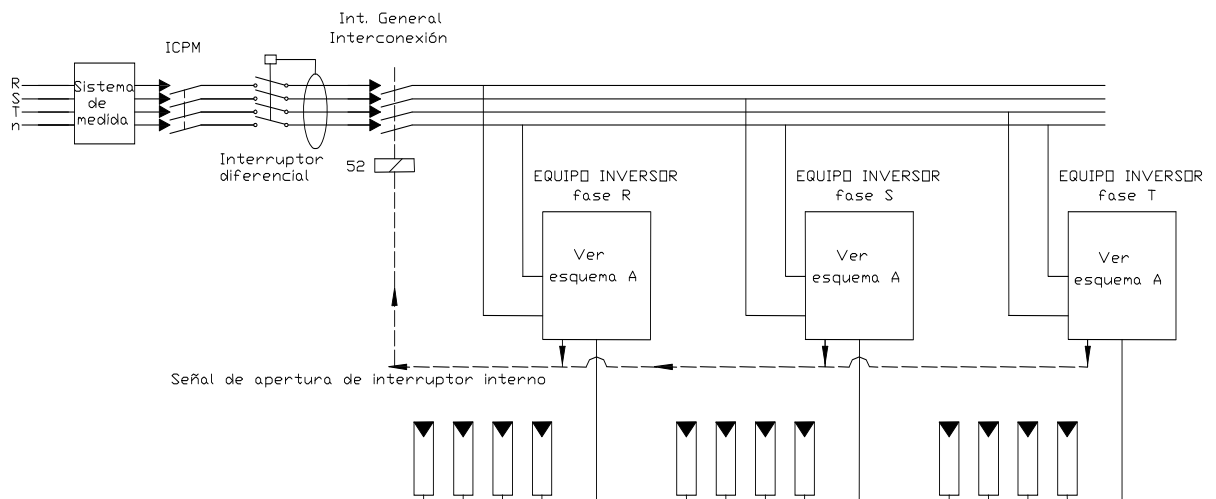 Int. General
Interconexión
ICPM
R
S
T
n
Sistema
de
medida
Interruptor
diferencial
52
EQUIPO INVERSOR
fase R
EQUIPO INVERSOR
fase S
EQUIPO INVERSOR
fase T
Ver
esquema A
Ver
esquema A
Ver
esquema A
Señal de apertura de interruptor interno